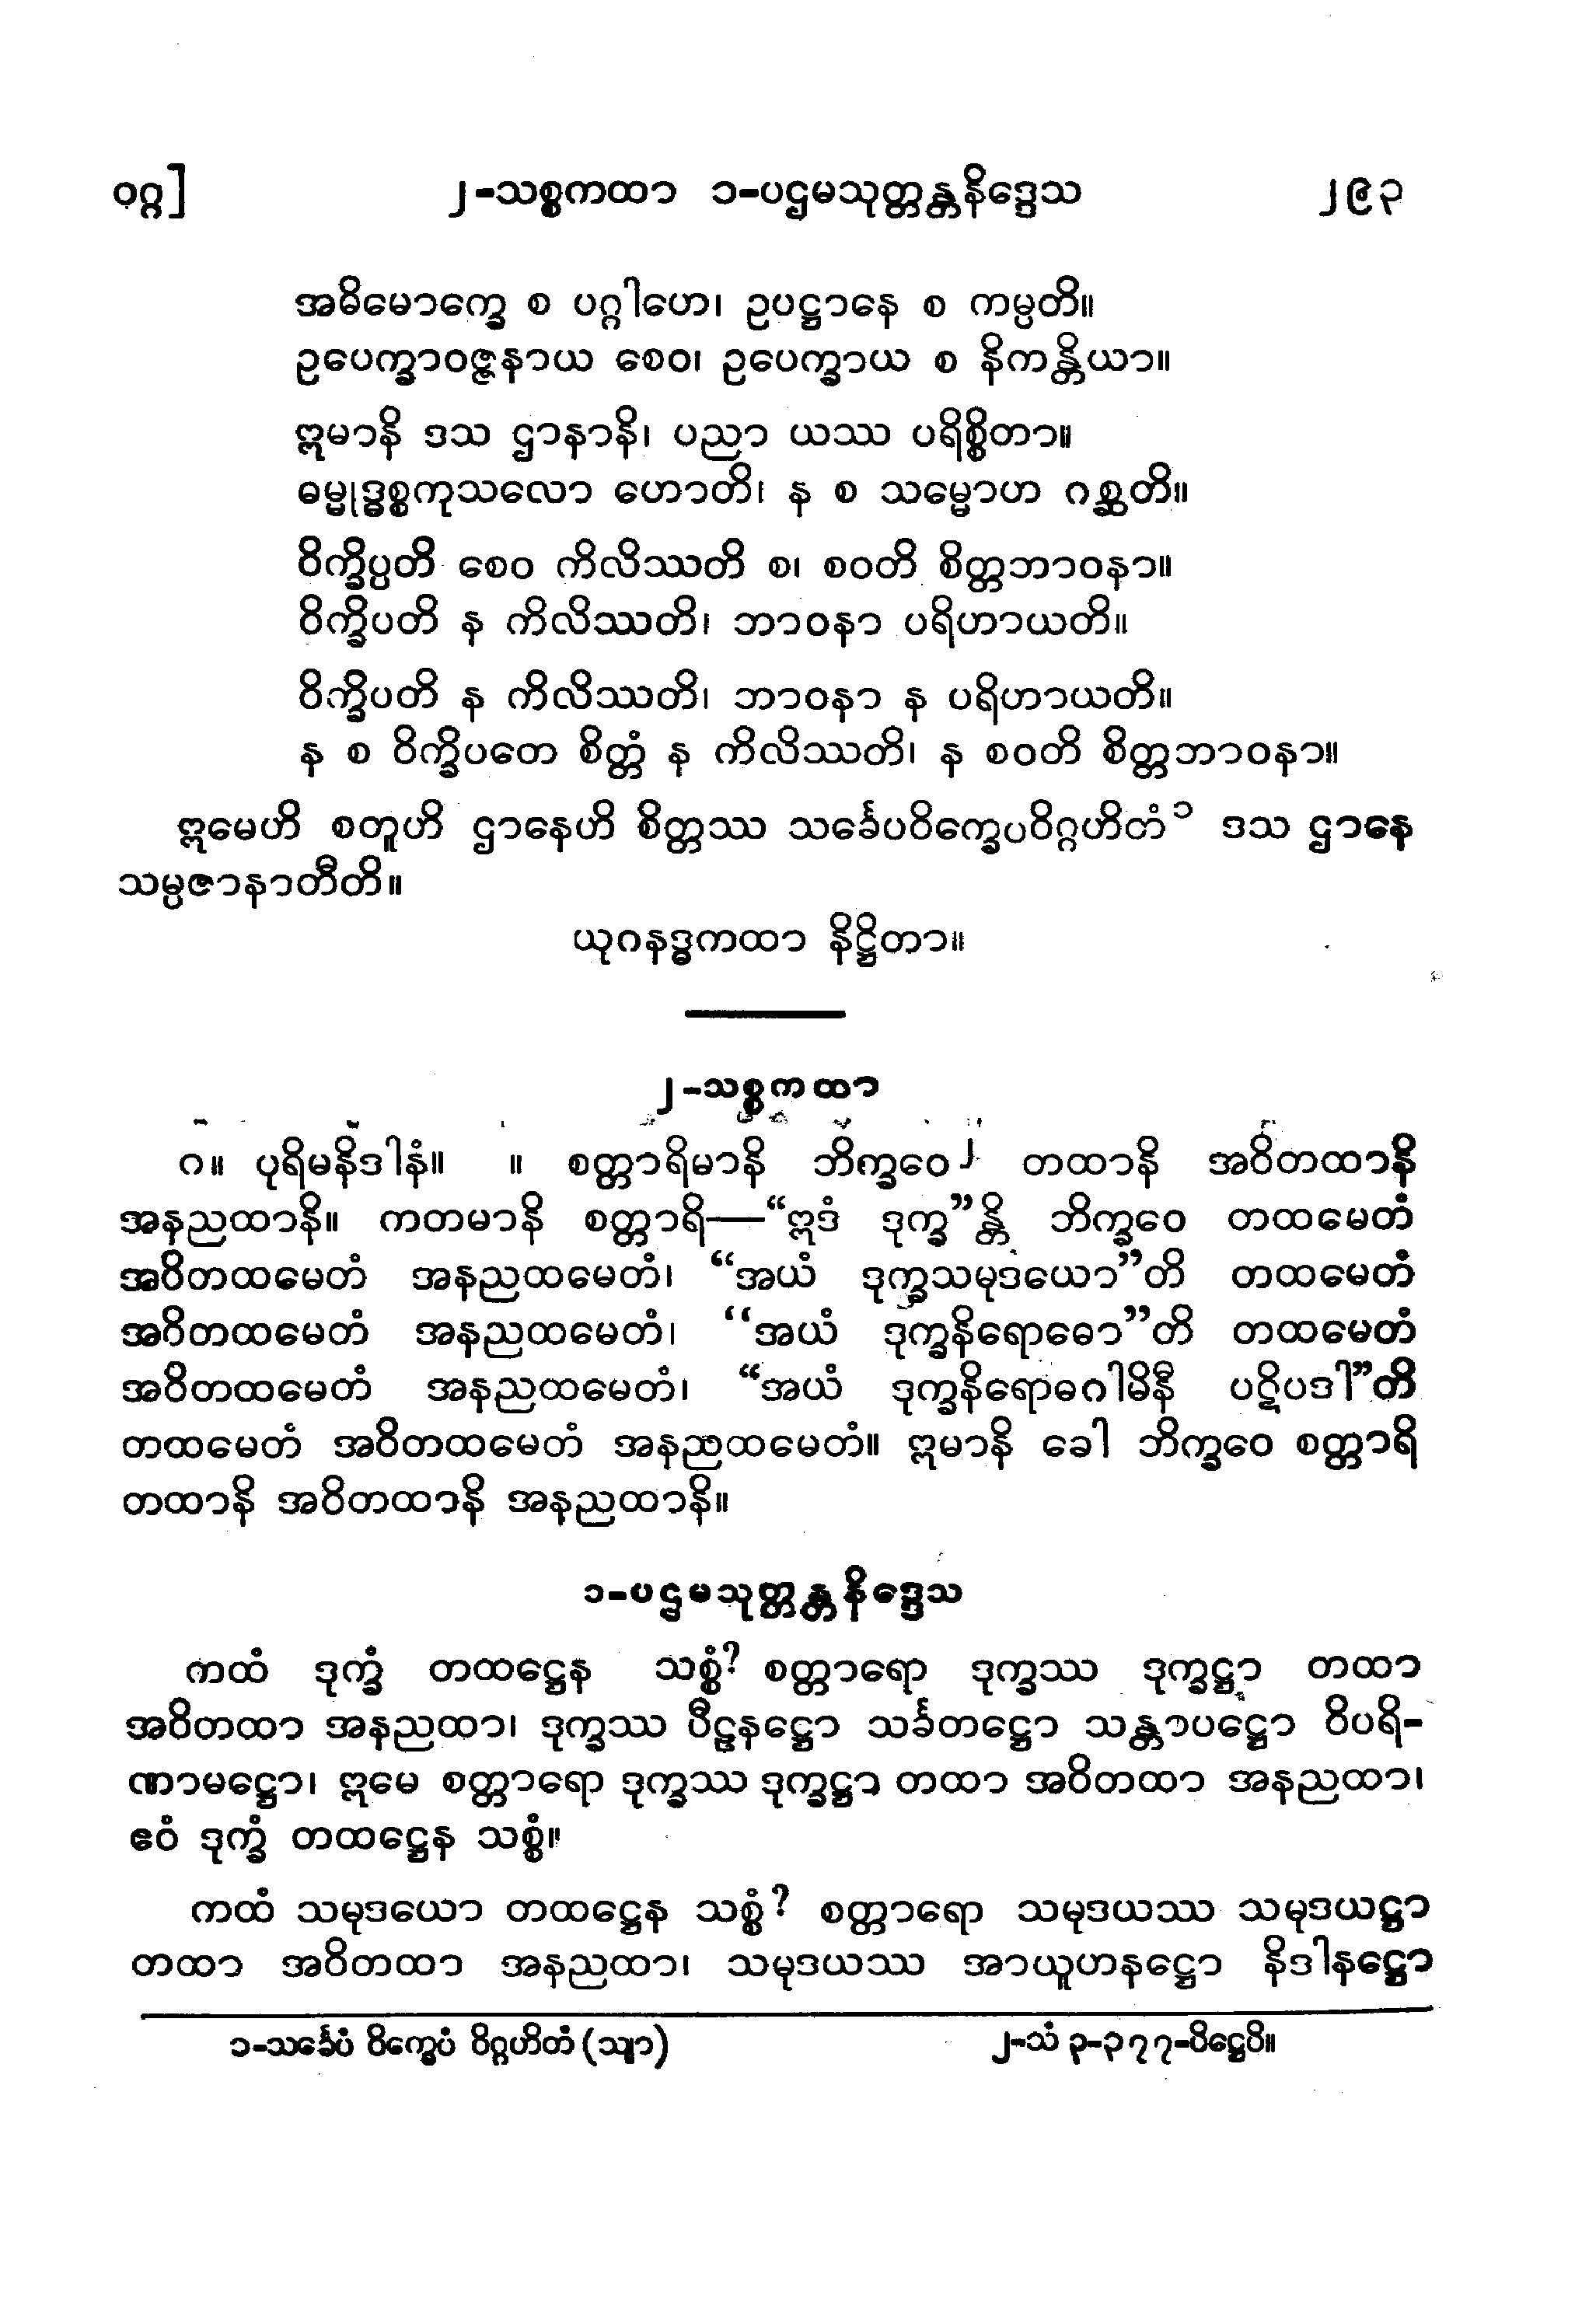 ဝဂ္ဂ] ၂-သစ္စကထာ ၁-ပဌမသုတ္တန္တနိဒ္ဒေသ ၂၉၃
အဓိမောက္ခေ စ ပဂ္ဂါဟေ၊ ဥပဋ္ဌာနေ စ ကမ္ပတိ။
ဥပေက္ခာဝဇ္ဇနာယ စေဝ၊ ဥပေက္ခာယ စ နိကန္တိယာ။
ဣမာနိ ဒသ ဌာနာနိ၊ ပညာ ယဿ ပရိစ္စိတာ။
ဓမ္မုဒ္ဓစ္စကုသလော ဟောတိ၊ န စ သမ္မောဟ ဂစ္ဆတိ။
ဝိက္ခိပ္ပတိ စေဝ ကိလိဿတိ စ၊ စဝတိ စိတ္တဘာဝနာ။
ဝိက္ခိပတိ န ကိလိဿတိ၊ ဘာဝနာ ပရိဟာယတိ။
ဝိက္ခိပတိ န ကိလိဿတိ၊ ဘာဝနာ န ပရိဟာယတိ။
န စ ဝိက္ခိပတေ စိတ္တံ န ကိလိဿတိ၊ န စဝတိ စိတ္တဘာဝနာ။
ဣမေဟိ စတူဟိ ဌာနေဟိ စိတ္တဿ သင်္ခေပဝိက္ခေပဝိဂ္ဂဟိတံ၁ ဒသ ဌာနေ
သမ္ပဇာနာတီတိ။
ယုဂနဒ္ဓကထာ နိဋ္ဌိတာ။
၂-သစ္စကထာ
ဂ။ ပုရိမနိဒါနံ။ ။ စတ္တာရိမာနိ ဘိက္ခဝေ၂ တထာနိ အဝိတထာနိ
အနညထာနိ။ ကတမာနိ စတ္တာရိ—“ဣဒံ ဒုက္ခ”န္တိ ဘိက္ခဝေ တထမေတံ
အဝိတထမေတံ အနညထမေတံ၊ “အယံ ဒုက္ခသမုဒယော”တိ တထမေတံ
အဝိတထမေတံ အနညထမေတံ၊ “အယံ ဒုက္ခနိရောဓော”တိ တထမေတံ
အဝိတထမေတံ အနညထမေတံ၊ “အယံ ဒုက္ခနိရောဓဂါမိနီ ပဋိပဒါ”တိ
တထမေတံ အဝိတထမေတံ အနညထမေတံ။ ဣမာနိ ခေါ ဘိက္ခဝေ စတ္တာရိ
တထာနိ အဝိတထာနိ အနညထာနိ။
၁-ပဌမသုတ္တန္တနိဒ္ဒေသ
ကထံ ဒုက္ခံ တထဋ္ဌေန သစ္စံ? စတ္တာရော ဒုက္ခဿ ဒုက္ခဋ္ဌာ တထာ
အဝိတထာ အနညထာ၊ ဒုက္ခဿ ပီဠနဋ္ဌော သင်္ခတဋ္ဌော သန္တာပဋ္ဌော ဝိပရိ-
ဏာမဋ္ဌော၊ ဣမေ စတ္တာရော ဒုက္ခဿ ဒုက္ခဋ္ဌာ တထာ အဝိတထာ အနညထာ၊
ဧဝံ ဒုက္ခံ တထဋ္ဌေန သစ္စံ။
ကထံ သမုဒယော တထဋ္ဌေန သစ္စံ? စတ္တာရော သမုဒယဿ သမုဒယဋ္ဌာ
တထာ အဝိတထာ အနညထာ၊ သမုဒယဿ အာယူဟနဋ္ဌော နိဒါနဋ္ဌော
၁-သင်္ခေပံ ဝိက္ခေပံ ဝိဂ္ဂဟိတံ (သျာ) ၂-သံ ၃-၃၇၇-ပိဋ္ဌေပိ။